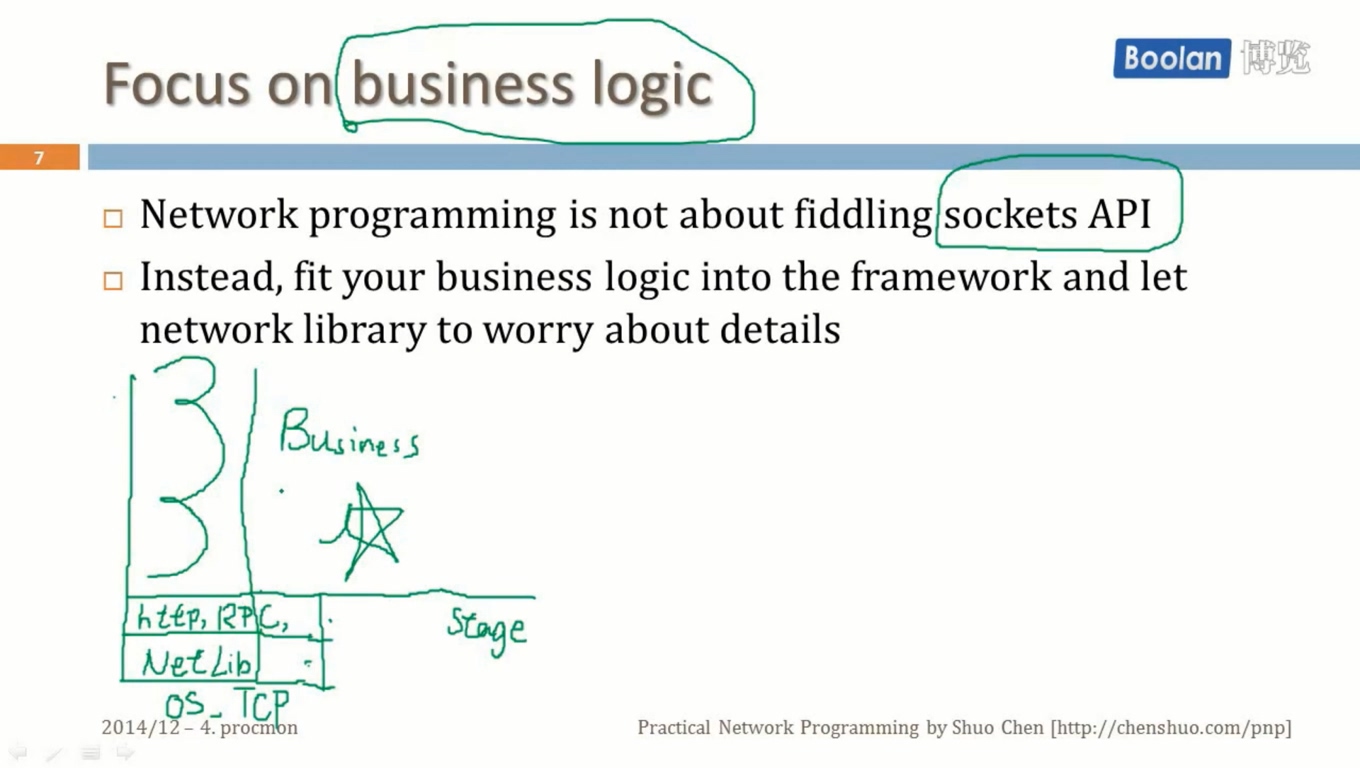 Focus on business logic
Boolan 博览
7
Network programming is not about fiddling sockets API
Instead, fit your business logic into the framework and let
network library to worry about details
Business
http, RPC,
Stage
NetLib
OS - TCP
2014/12 – 4. procmon
Practical Network Programming by Shuo Chen [http://chenshuo.com/pnp]